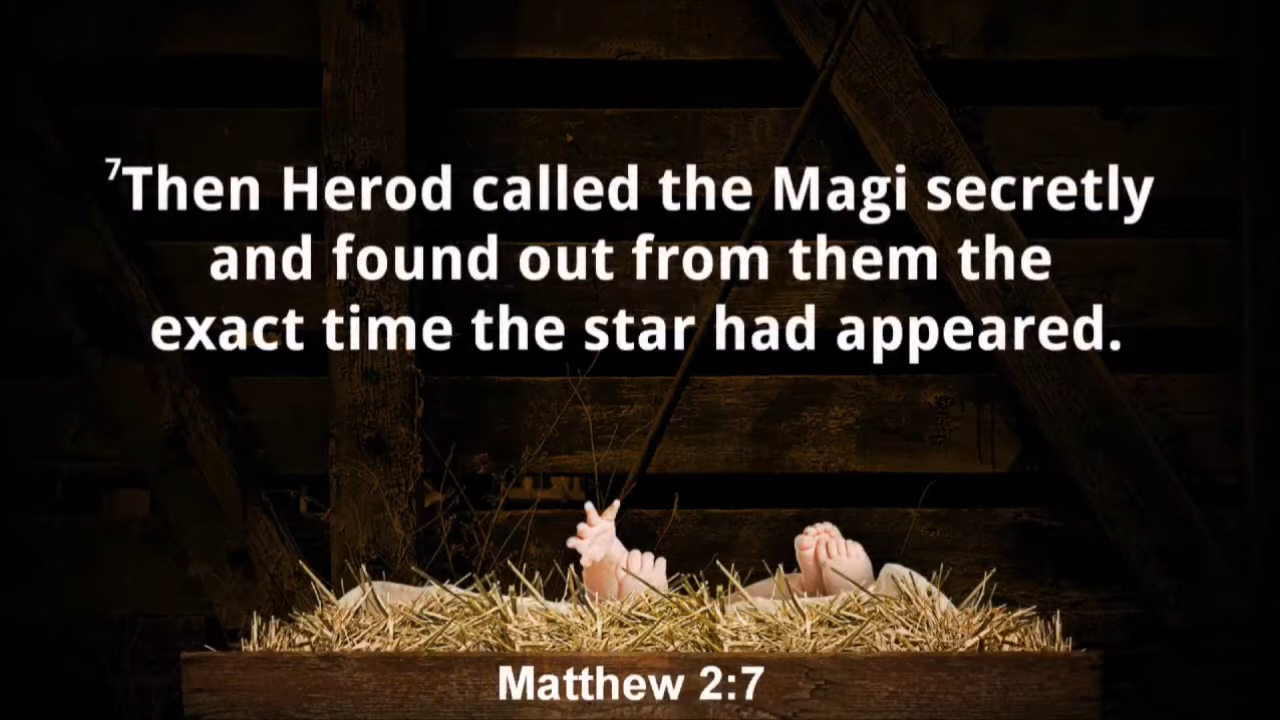 ⁷Then Herod called the Magi secretly
and found out from them the
exact time the star had appeared.
Matthew 2:7